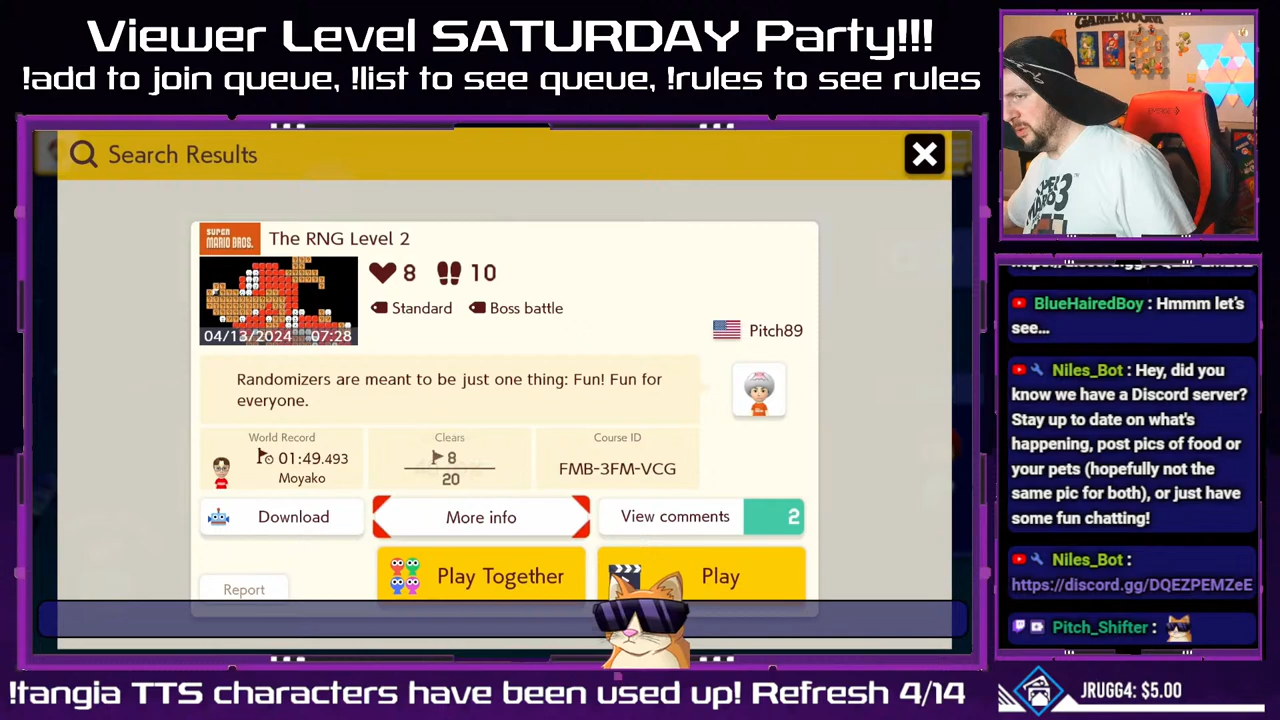 Viewer Level SATURDAY Party!!!
!add to join queue, !list to see queue, !rules to see rules
Search Results
SUPER
MARIO BROS.
The RNG Level 2
8
10
Standard
Boss battle
04/13/2024 07:28
Pitch89
Randomizers are meant to be just one thing: Fun! Fun for
everyone.
World Record
01:49.493
Moyako
Clears
8
20
Course ID
FMB-3FM-VCG
Download
More info
View comments
2
Report
Play Together
Play
GAMEROOM
SUPER
MARIO
3
BlueHairedBoy : Hmmm let's
see...
Niles_Bot : Hey, did you
know we have a Discord server?
Stay up to date on what's
happening, post pics of food or
your pets (hopefully not the
same pic for both), or just have
some fun chatting!
Niles_Bot :
https://discord.gg/DQEZPEMZeE
Pitch_Shifter :
!tangia TTS characters have been used up! Refresh 4/14
JRUGG4: $5.00